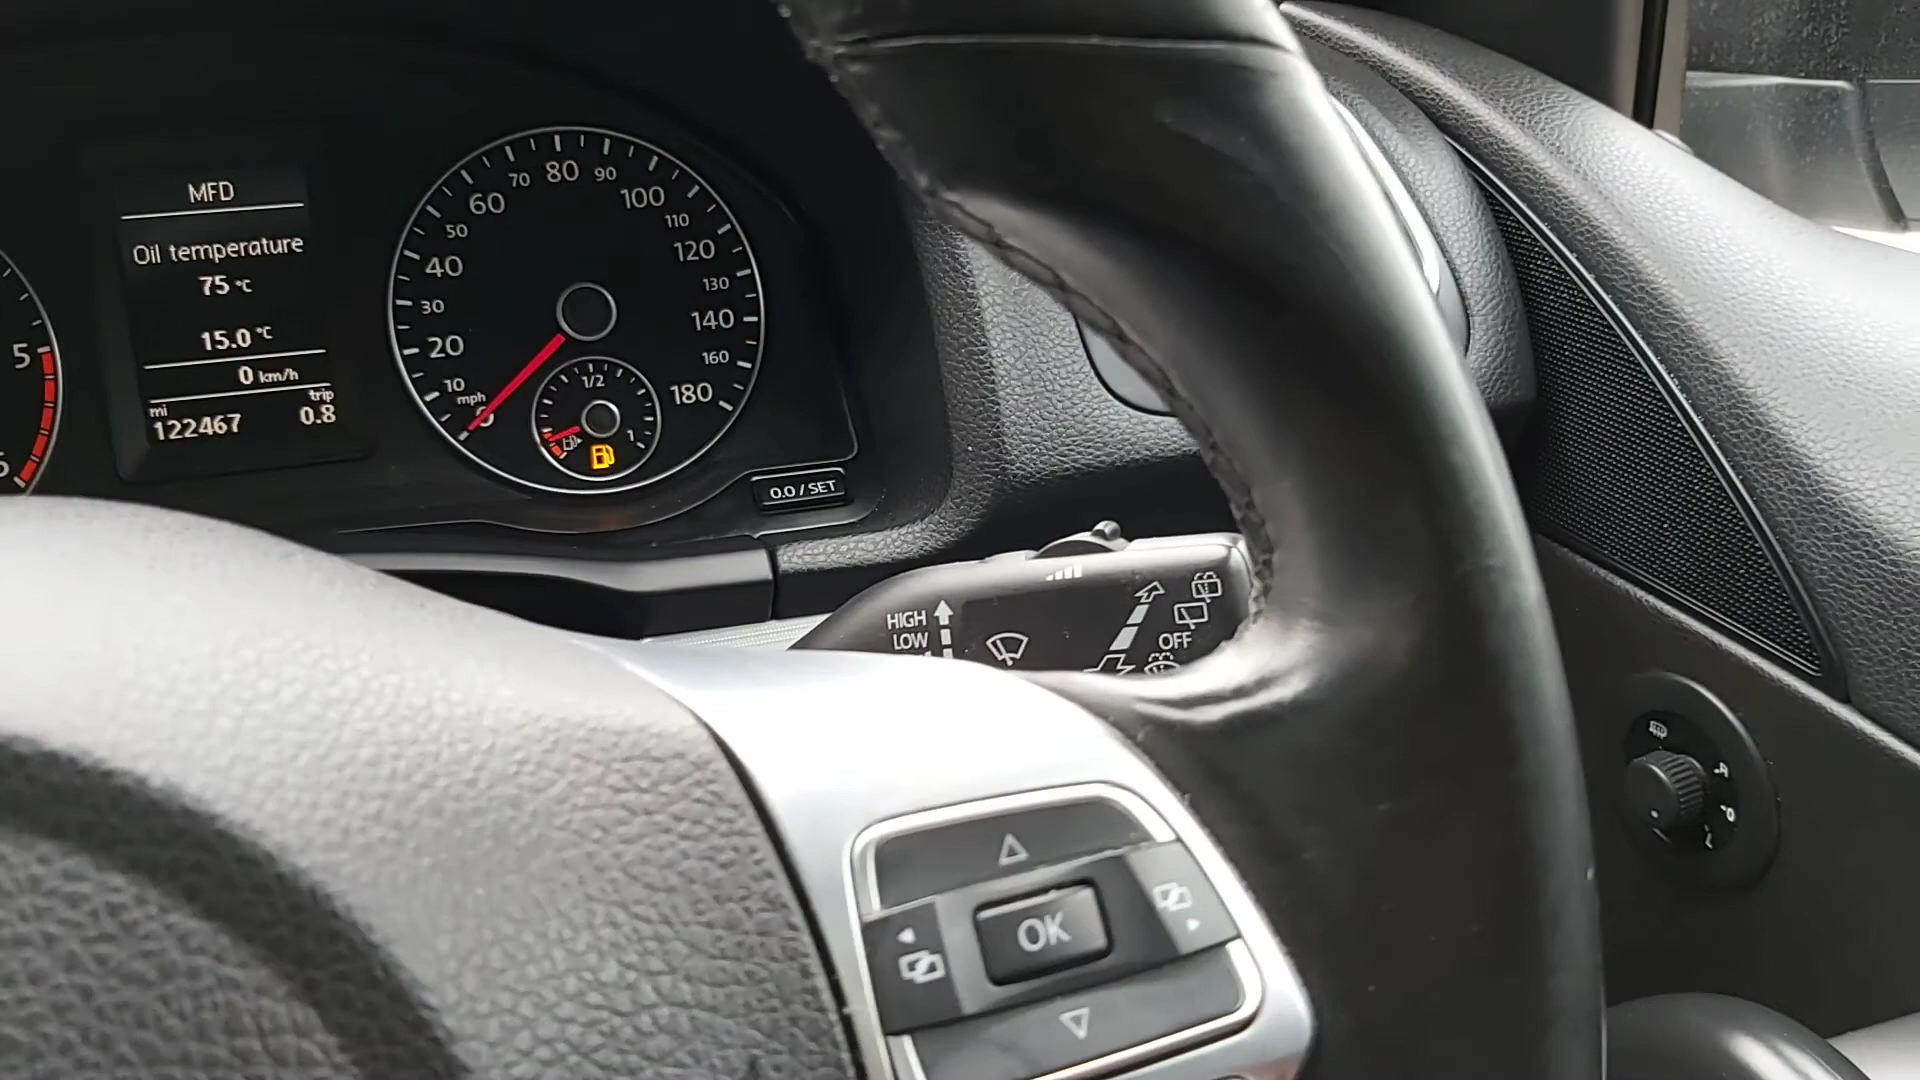 MFD
Oil temperature
75 °C
15.0 °C
0 km/h
mi trip
122467 0.8
5
0 10 20 30 40 50 60 70 80 90 100 110 120 130 140 160 180
mph
1/2
1
0.0 / SET
HIGH
LOW
OFF
OK